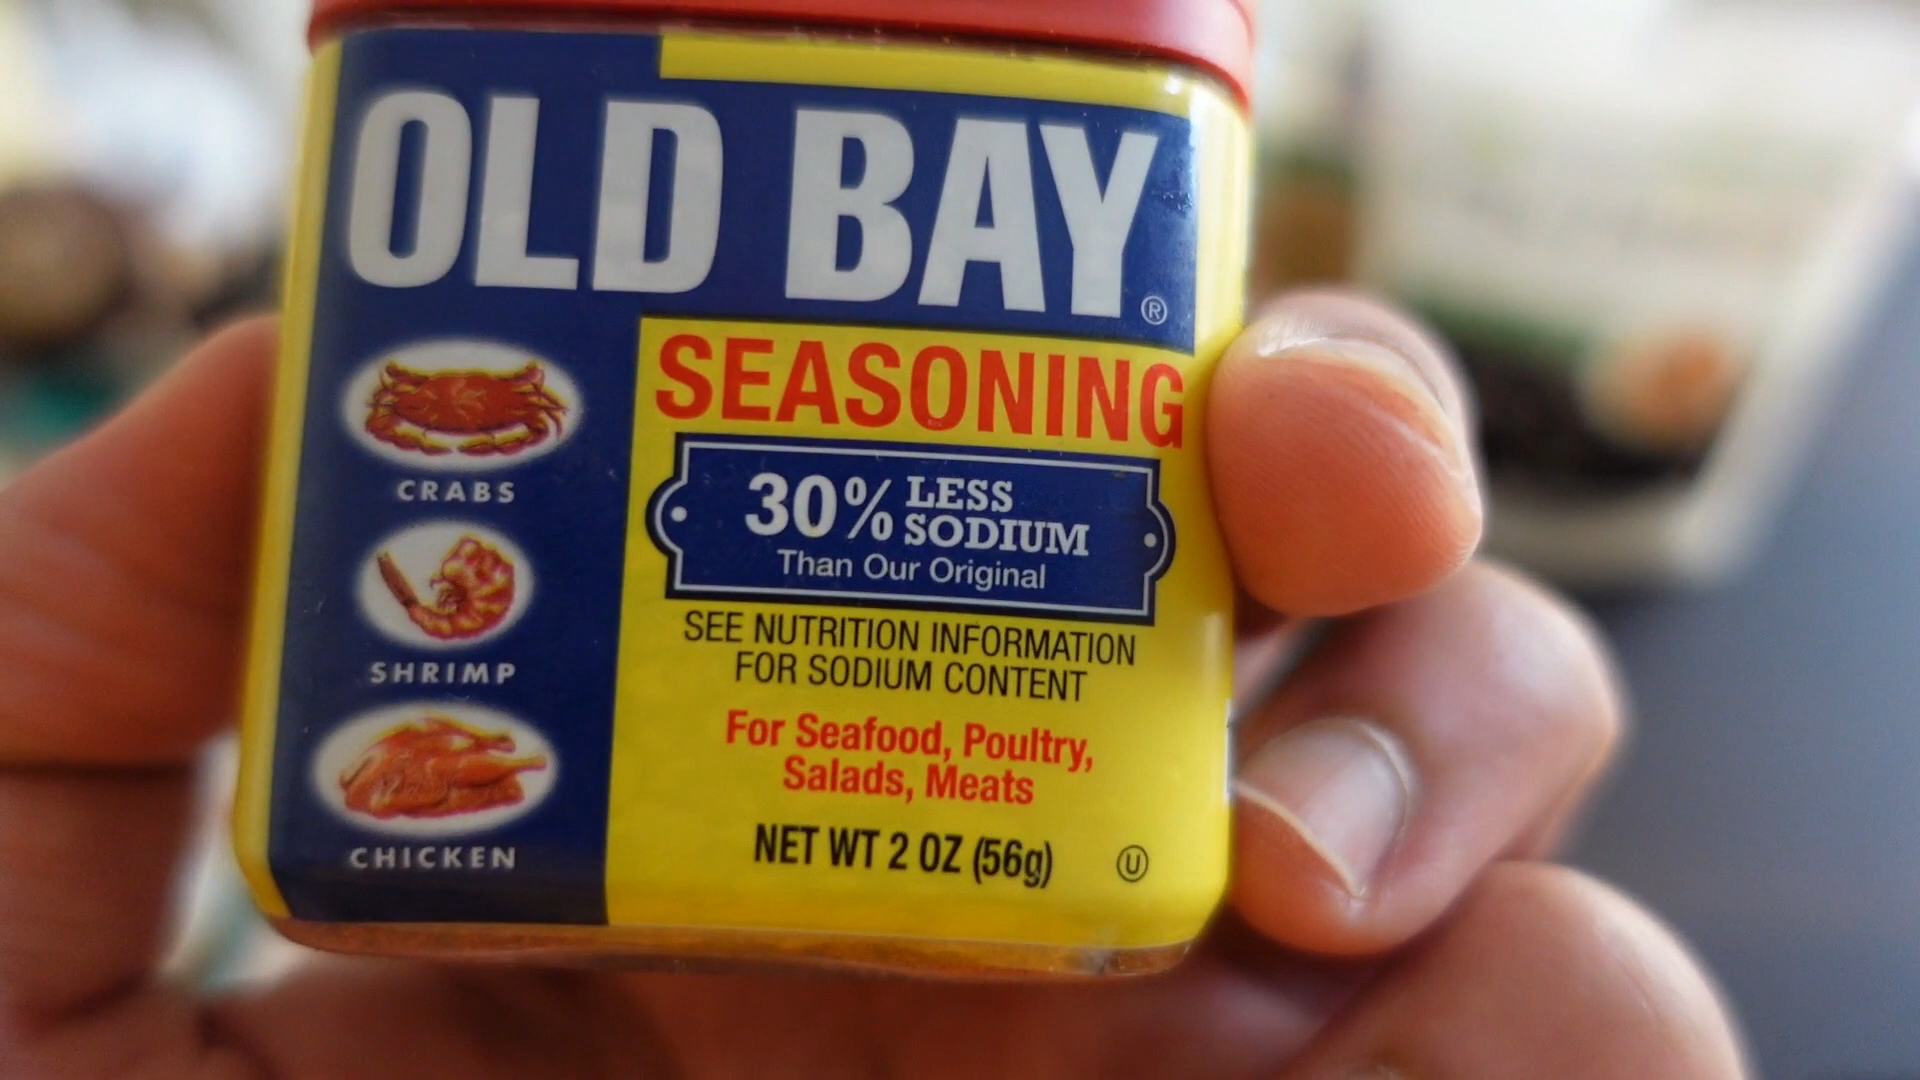 OLD BAY®
SEASONING
30% LESS
SODIUM
Than Our Original
SEE NUTRITION INFORMATION
FOR SODIUM CONTENT
For Seafood, Poultry,
Salads, Meats
NET WT 2 OZ (56g) Ⓤ
CRABS
SHRIMP
CHICKEN